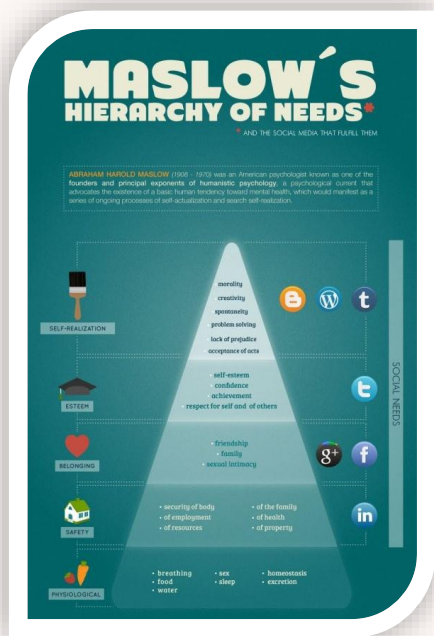 MASLOW´S
HIERARCHY OF NEEDS*
* AND THE SOCIAL MEDIA THAT FULFILL THEM
ABRAHAM HAROLD MASLOW (1908 - 1970) was an American psychologist known as one of the
founders and principal exponents of humanistic psychology, a psychological current that
advocates the existence of a basic human tendency toward mental health, which would manifest as a
series of ongoing processes of self-actualization and search self-realization.
• morality
• creativity
• spontaneity
• problem solving
• lack of prejudice
acceptance of acts
SELF-REALIZATION
B
W
t
• self-esteem
• confidence
• achievement
• respect for self and of others
ESTEEM
t
• friendship
• family
• sexual intimacy
BELONGING
g+
f
• security of body
• of employment
• of resources
• of the family
• of health
• of property
SAFETY
in
• breathing
• food
• water
• sex
• sleep
• homeostasis
• excretion
PHYSIOLOGICAL
SOCIAL NEEDS